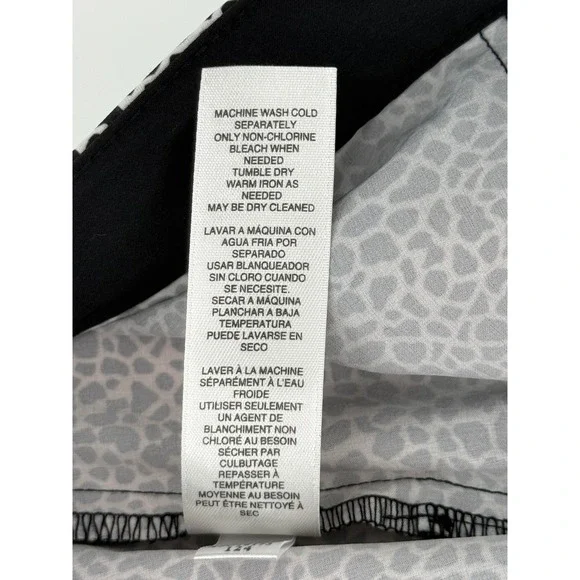 MACHINE WASH COLD
SEPARATELY
ONLY NON-CHLORINE
BLEACH WHEN
NEEDED
TUMBLE DRY
WARM IRON AS
NEEDED
MAY BE DRY CLEANED
LAVAR A MÁQUINA CON
AGUA FRIA POR
SEPARADO
USAR BLANQUEADOR
SIN CLORO CUANDO
SE NECESITE.
SECAR A MÁQUINA
PLANCHAR A BAJA
TEMPERATURA
PUEDE LAVARSE EN
SECO
LAVER À LA MACHINE
SÉPARÉMENT À L'EAU
FROIDE
UTILISER SEULEMENT
UN AGENT DE
BLANCHIMENT NON
CHLORÉ AU BESOIN
SÉCHER PAR
CULBUTAGE
REPASSER À
TEMPÉRATURE
MOYENNE AU BESOIN
PEUT ÊTRE NETTOYÉ À
SEC